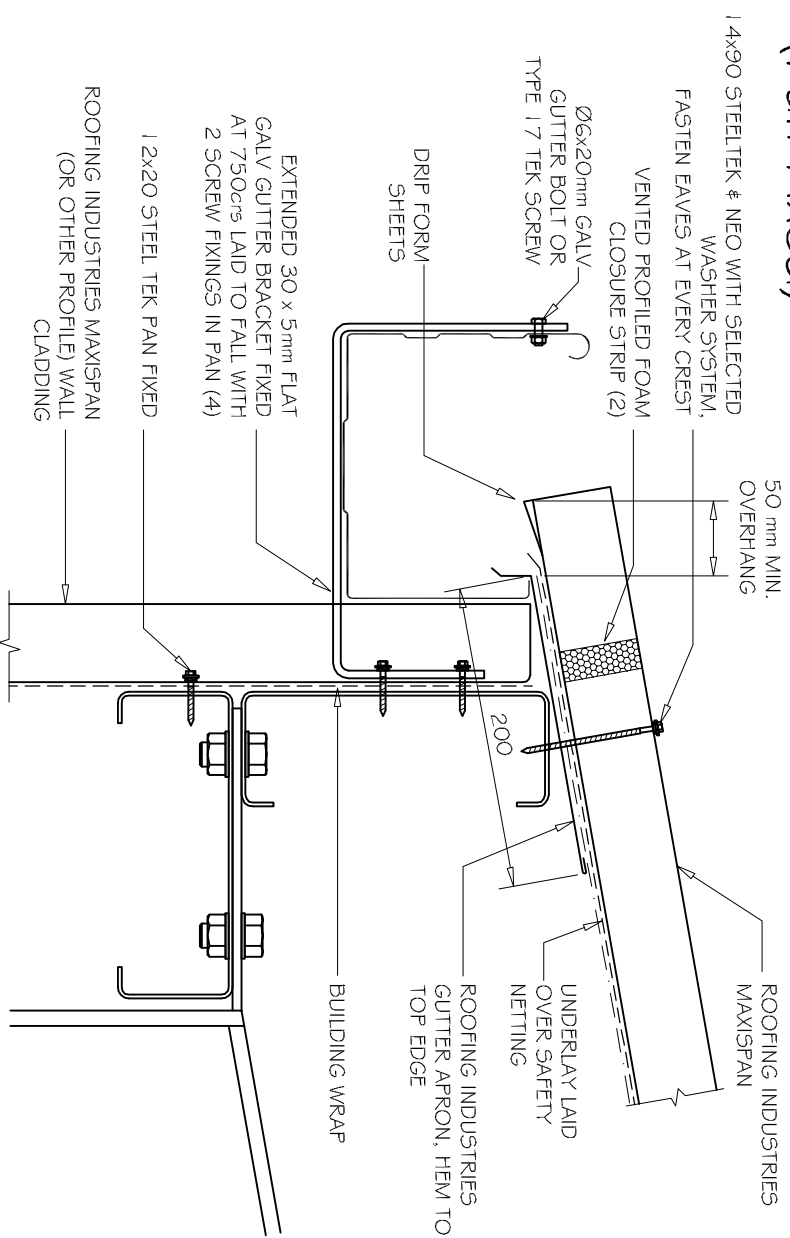 14x90 STEELTEK & NEO WITH SELECTED
WASHER SYSTEM,
FASTEN EAVES AT EVERY CREST
VENTED PROFILED FOAM
CLOSURE STRIP (2)
Ø6x20mm GALV
GUTTER BOLT OR
TYPE 17 TEK SCREW
DRIP FORM
SHEETS
EXTENDED 30 x 5mm FLAT
GALV GUTTER BRACKET FIXED
AT 750crs LAID TO FALL WITH
2 SCREW FIXINGS IN PAN (4)
12x20 STEEL TEK PAN FIXED
ROOFING INDUSTRIES MAXISPAN
(OR OTHER PROFILE) WALL
CLADDING
50 mm MIN.
OVERHANG
200
ROOFING INDUSTRIES
MAXISPAN
UNDERLAY LAID
OVER SAFETY
NETTING
ROOFING INDUSTRIES
GUTTER APRON, HEM TO
TOP EDGE
BUILDING WRAP